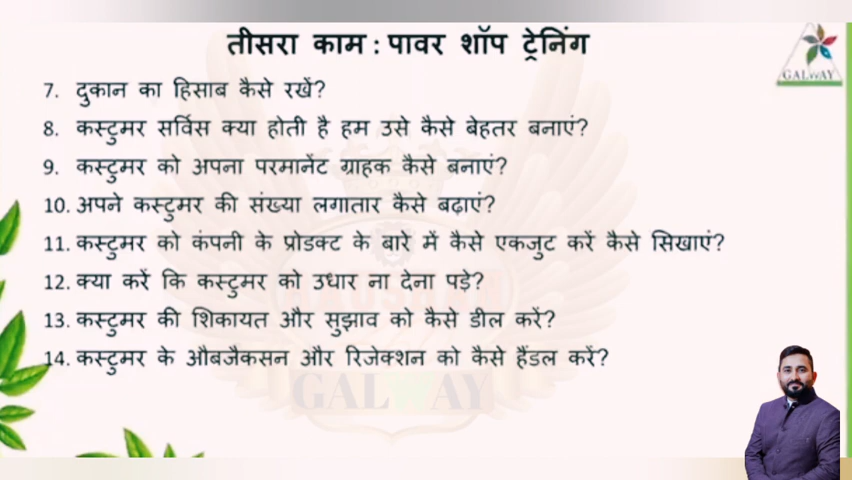 तीसरा काम : पावर शॉप ट्रेनिंग
GALWAY
7. दुकान का हिसाब कैसे रखें?
8. कस्टुमर सर्विस क्या होती है हम उसे कैसे बेहतर बनाएं?
9. कस्टुमर को अपना परमानेंट ग्राहक कैसे बनाएं?
10. अपने कस्टुमर की संख्या लगातार कैसे बढ़ाएं?
11. कस्टुमर को कंपनी के प्रोडक्ट के बारे में कैसे एकजुट करें कैसे सिखाएं?
12. क्या करें कि कस्टुमर को उधार ना देना पड़े?
13. कस्टुमर की शिकायत और सुझाव को कैसे डील करें?
14. कस्टुमर के औबजैकसन और रिजेक्शन को कैसे हैंडल करें?
GALWAY